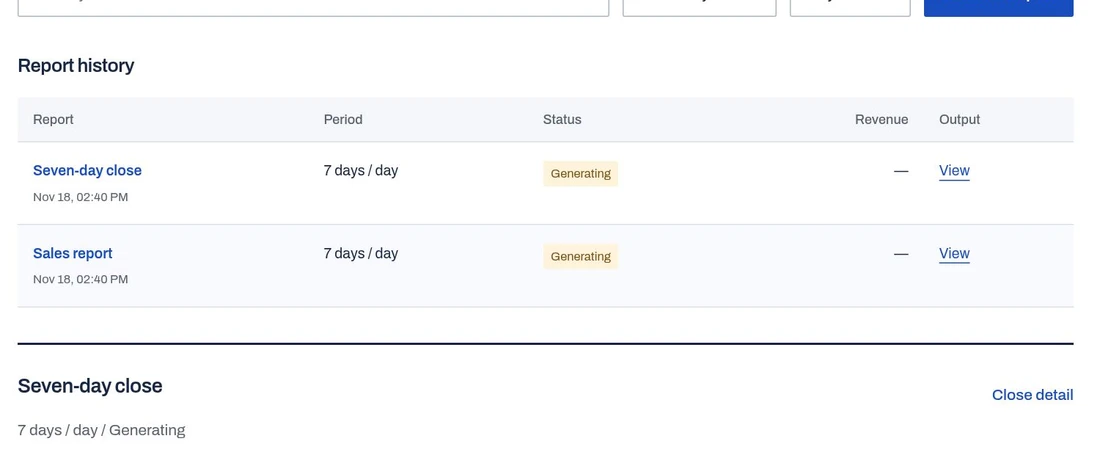 Report history
Report Period Status Revenue Output
Seven-day close 7 days / day Generating — View
Nov 18, 02:40 PM
Sales report 7 days / day Generating — View
Nov 18, 02:40 PM
Seven-day close
Close detail
7 days / day / Generating